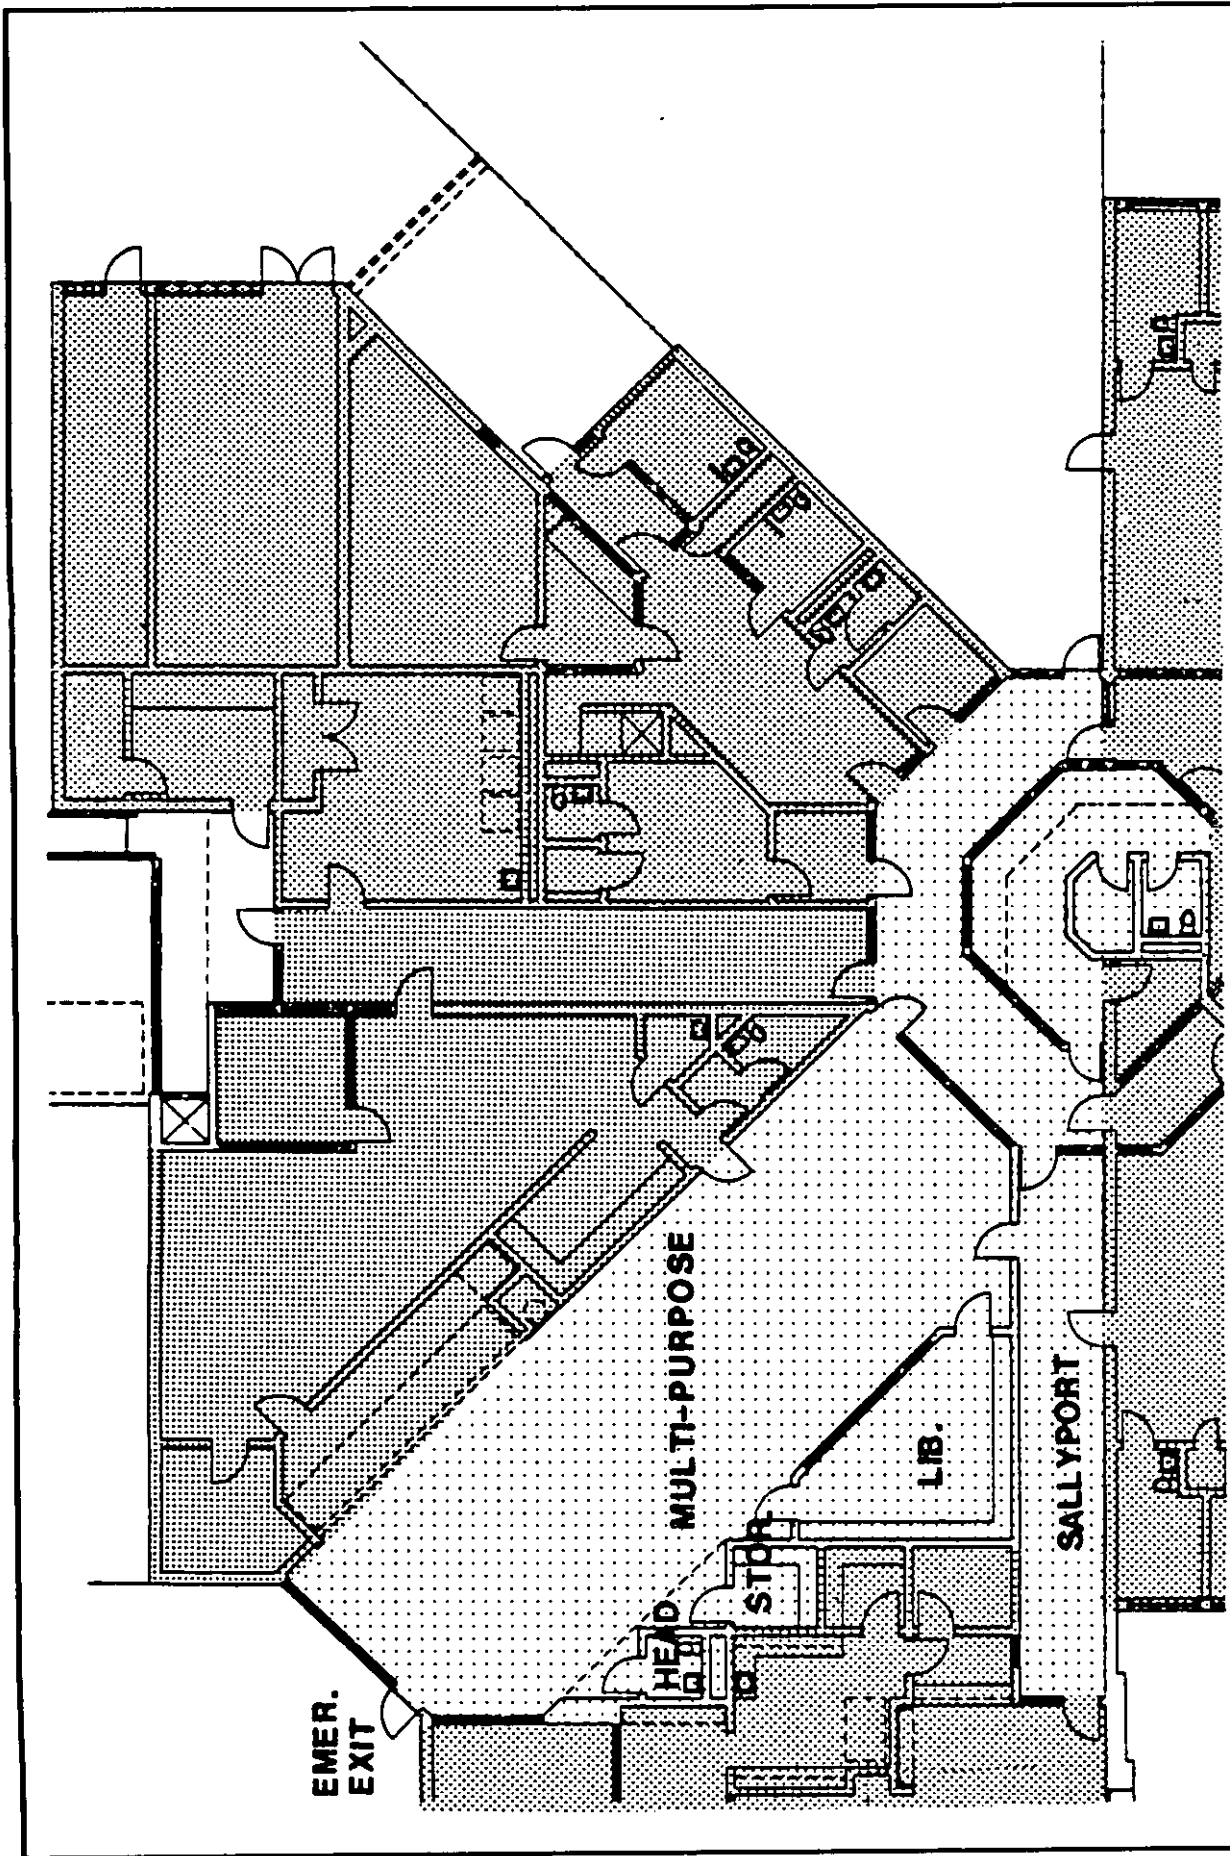 EMER.
EXIT
HEAD
STOR.
MULTI-PURPOSE
LIB.
SALLYPORT